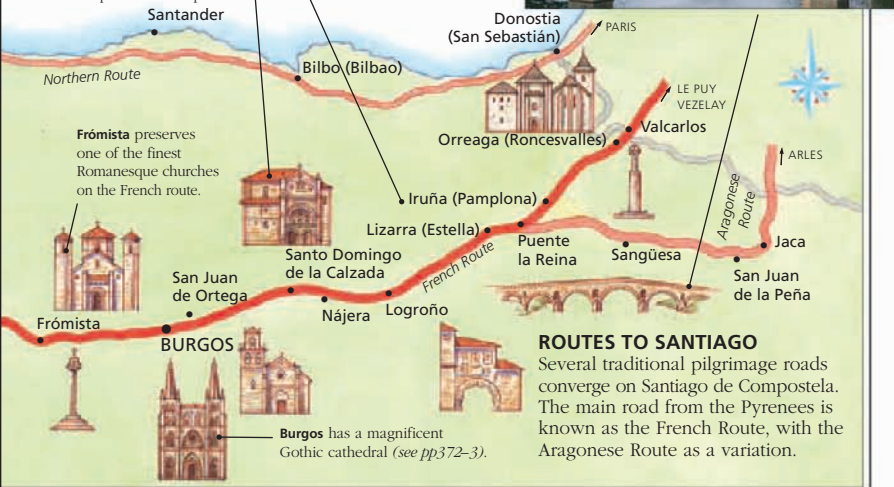 Santander
Donostia
(San Sebastián)
PARIS
Northern Route
Bilbo (Bilbao)
LE PUY
VEZELAY
Valcarlos
Orreaga (Roncesvalles)
ARLES
Frómista preserves
one of the finest
Romanesque churches
on the French route.
Iruña (Pamplona)
Aragonese
Route
Lizarra (Estella)
Puente
la Reina
Sangüesa
Jaca
San Juan
de la Peña
French Route
Santo Domingo
de la Calzada
San Juan
de Ortega
Nájera
Logroño
Frómista
BURGOS
ROUTES TO SANTIAGO
Several traditional pilgrimage roads
converge on Santiago de Compostela.
The main road from the Pyrenees is
known as the French Route, with the
Aragonese Route as a variation.
Burgos has a magnificent
Gothic cathedral (see pp372–3).